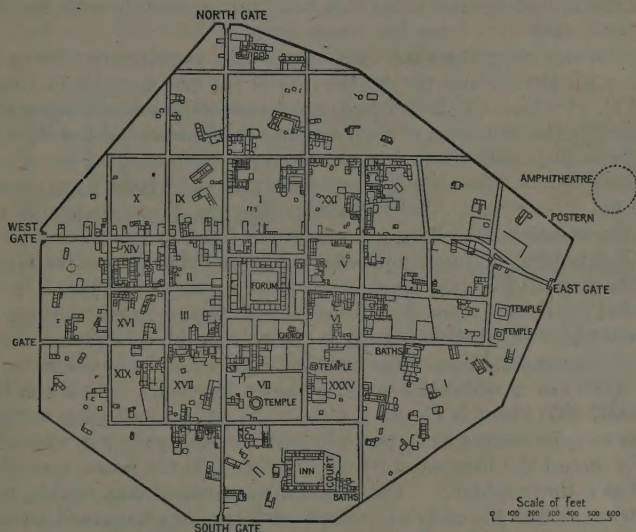 NORTH GATE
AMPHITHEATRE
POSTERN
X
IX
I
XXI
WEST GATE
XIV
II
FORUM
V
EAST GATE
TEMPLE
TEMPLE
XVI
III
CHURCH
VI
GATE
BATHS
XIX
XVII
VII
TEMPLE
TEMPLE
XXXV
INN
COURT
BATHS
SOUTH GATE
Scale of feet
0 100 200 300 400 600